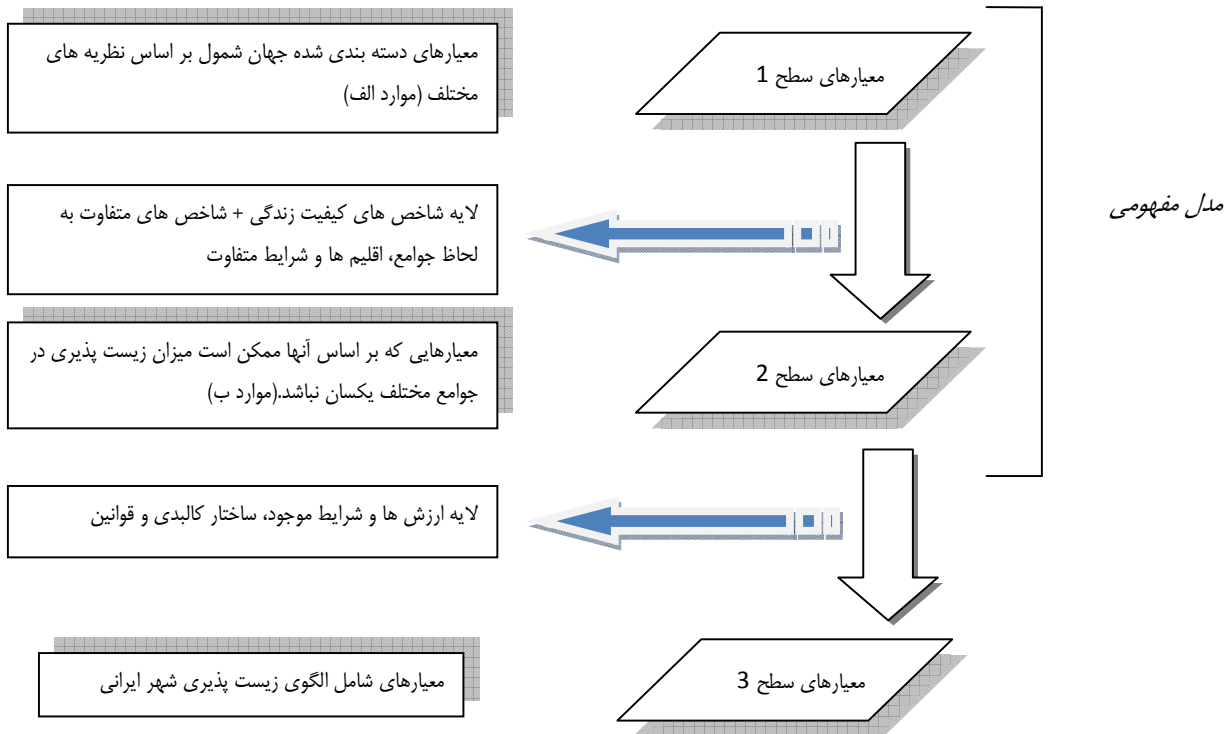 معیارهای سطح 1
معیارهای دسته بندی شده جهان شمول بر اساس نظریه های
مختلف (موارد الف)
مدل مفهومی
لایه شاخص های کیفیت زندگی + شاخص های متفاوت به
لحاظ جوامع، اقلیم ها و شرایط متفاوت
معیارهای سطح 2
معیارهایی که بر اساس آنها ممکن است میزان زیست پذیری در
جوامع مختلف یکسان نباشد.(موارد ب)
لایه ارزش ها و شرایط موجود، ساختار کالبدی و قوانین
معیارهای سطح 3
معیارهای شامل الگوی زیست پذیری شهر ایرانی